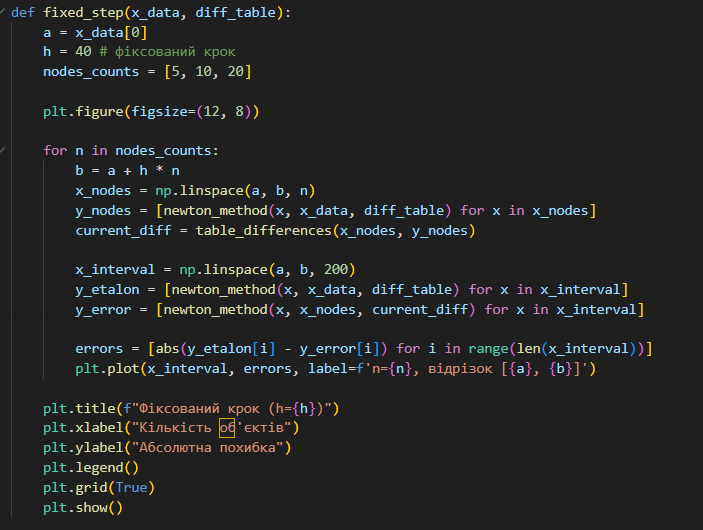 def fixed_step(x_data, diff_table):
    a = x_data[0]
    h = 40 # фіксований крок
    nodes_counts = [5, 10, 20]

    plt.figure(figsize=(12, 8))

    for n in nodes_counts:
        b = a + h * n
        x_nodes = np.linspace(a, b, n)
        y_nodes = [newton_method(x, x_data, diff_table) for x in x_nodes]
        current_diff = table_differences(x_nodes, y_nodes)

        x_interval = np.linspace(a, b, 200)
        y_etalon = [newton_method(x, x_data, diff_table) for x in x_interval]
        y_error = [newton_method(x, x_nodes, current_diff) for x in x_interval]

        errors = [abs(y_etalon[i] - y_error[i]) for i in range(len(x_interval))]
        plt.plot(x_interval, errors, label=f'n={n}, відрізок [{a}, {b}]')

    plt.title(f"Фіксований крок (h={h})")
    plt.xlabel("Кількість об'єктів")
    plt.ylabel("Абсолютна похибка")
    plt.legend()
    plt.grid(True)
    plt.show()